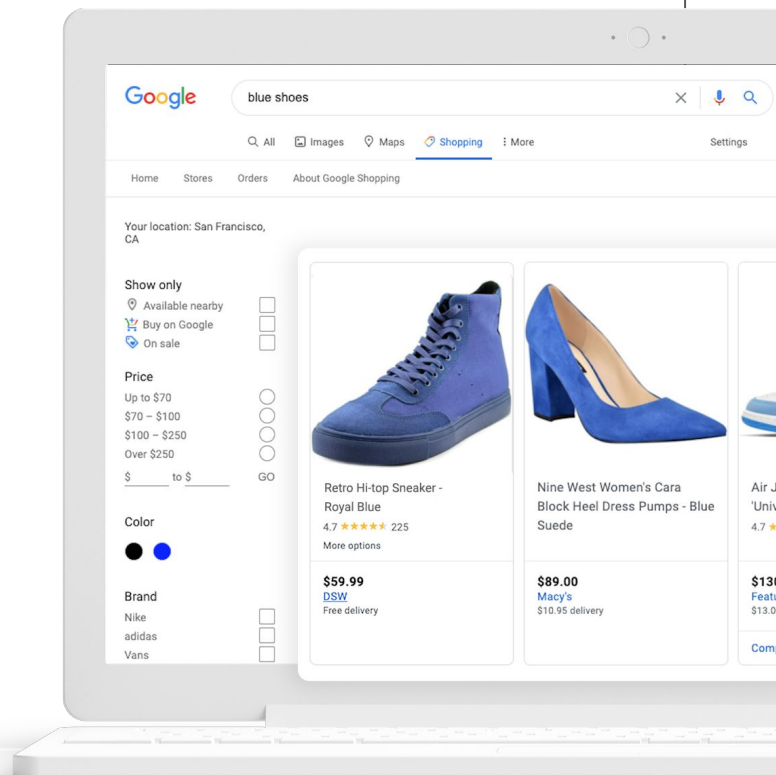 Google
blue shoes
All Images Maps Shopping More
Settings
Home Stores Orders About Google Shopping
Your location: San Francisco,
CA
Show only
Available nearby
Buy on Google
On sale
Price
Up to $70
$70 – $100
$100 – $250
Over $250
$ to $ GO
Color
Brand
Nike
adidas
Vans
Retro Hi-top Sneaker -
Royal Blue
4.7 ★★★★★ 225
More options
$59.99
DSW
Free delivery
Nine West Women's Cara
Block Heel Dress Pumps - Blue
Suede
$89.00
Macy's
$10.95 delivery
Air
4.7